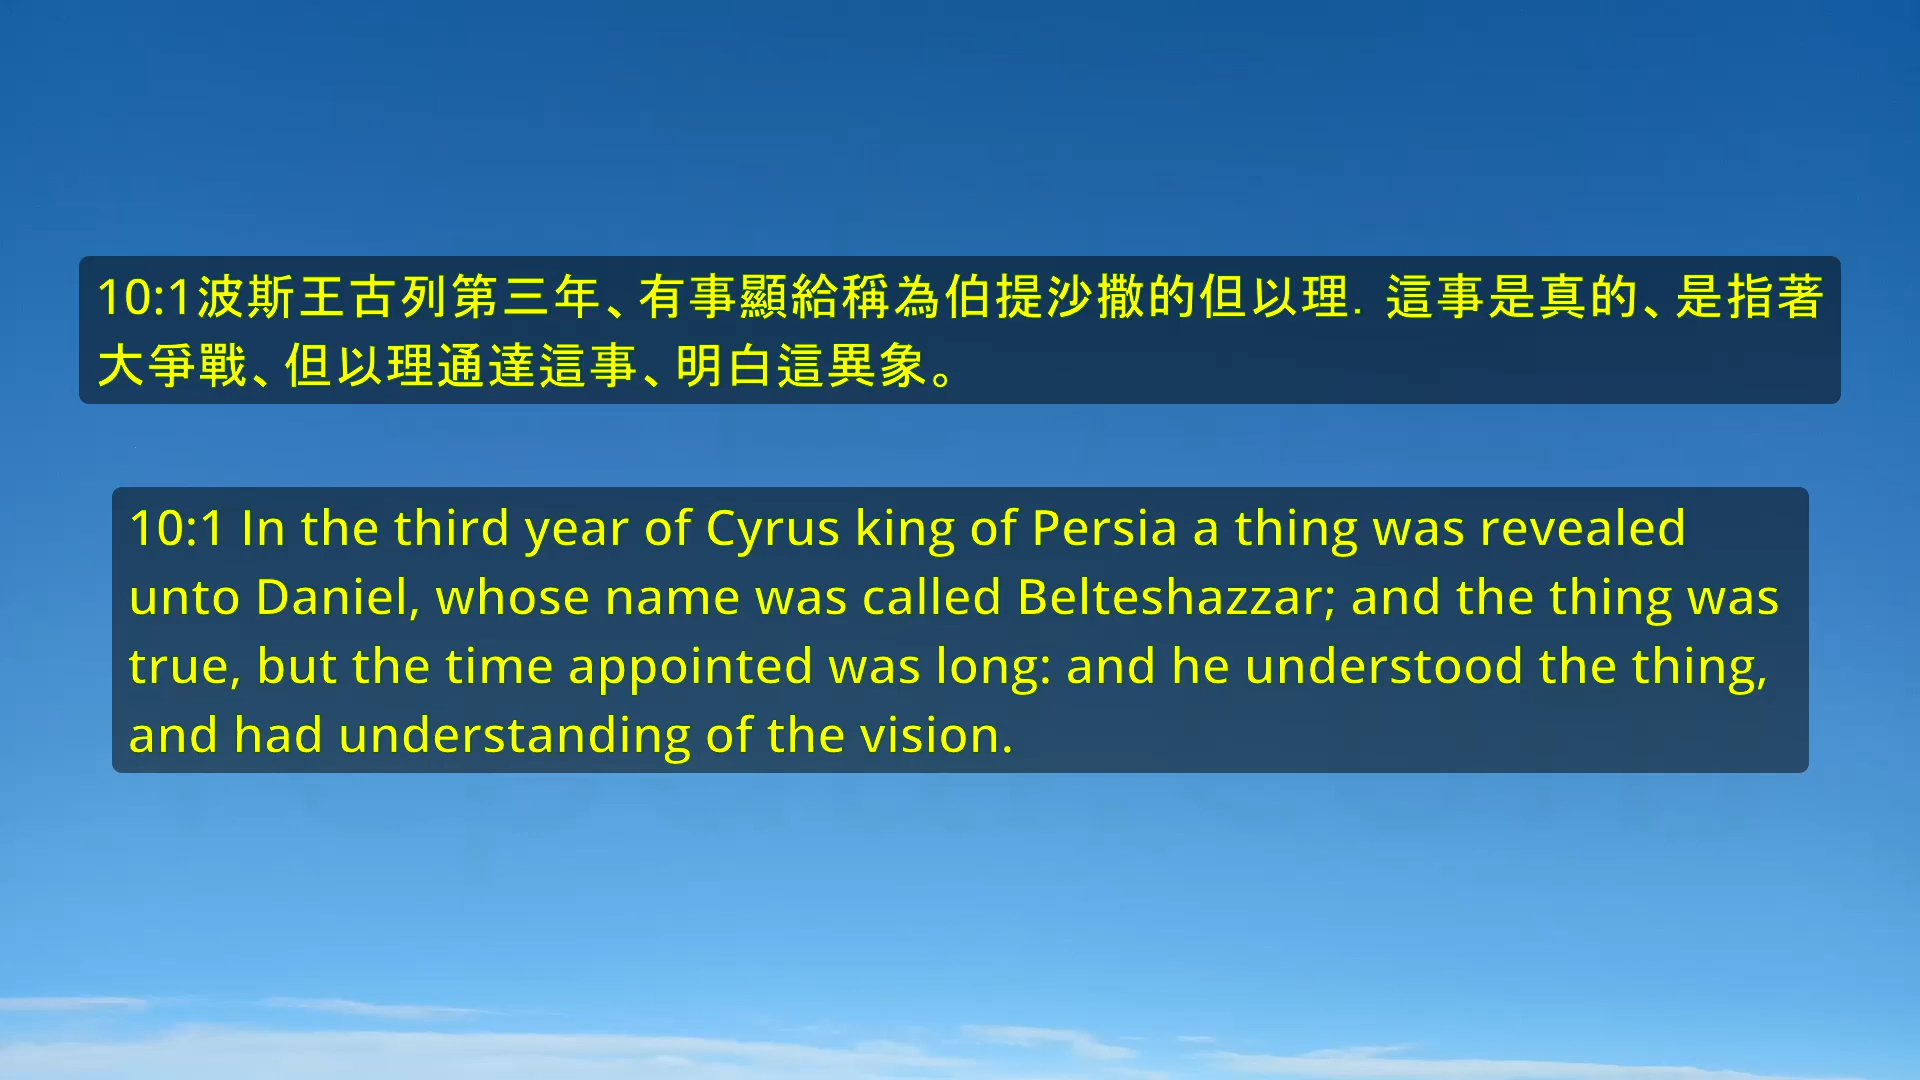 10:1波斯王古列第三年、有事顯給稱為伯提沙撒的但以理．這事是真的、是指著
大爭戰、但以理通達這事、明白這異象。
10:1 In the third year of Cyrus king of Persia a thing was revealed
unto Daniel, whose name was called Belteshazzar; and the thing was
true, but the time appointed was long: and he understood the thing,
and had understanding of the vision.